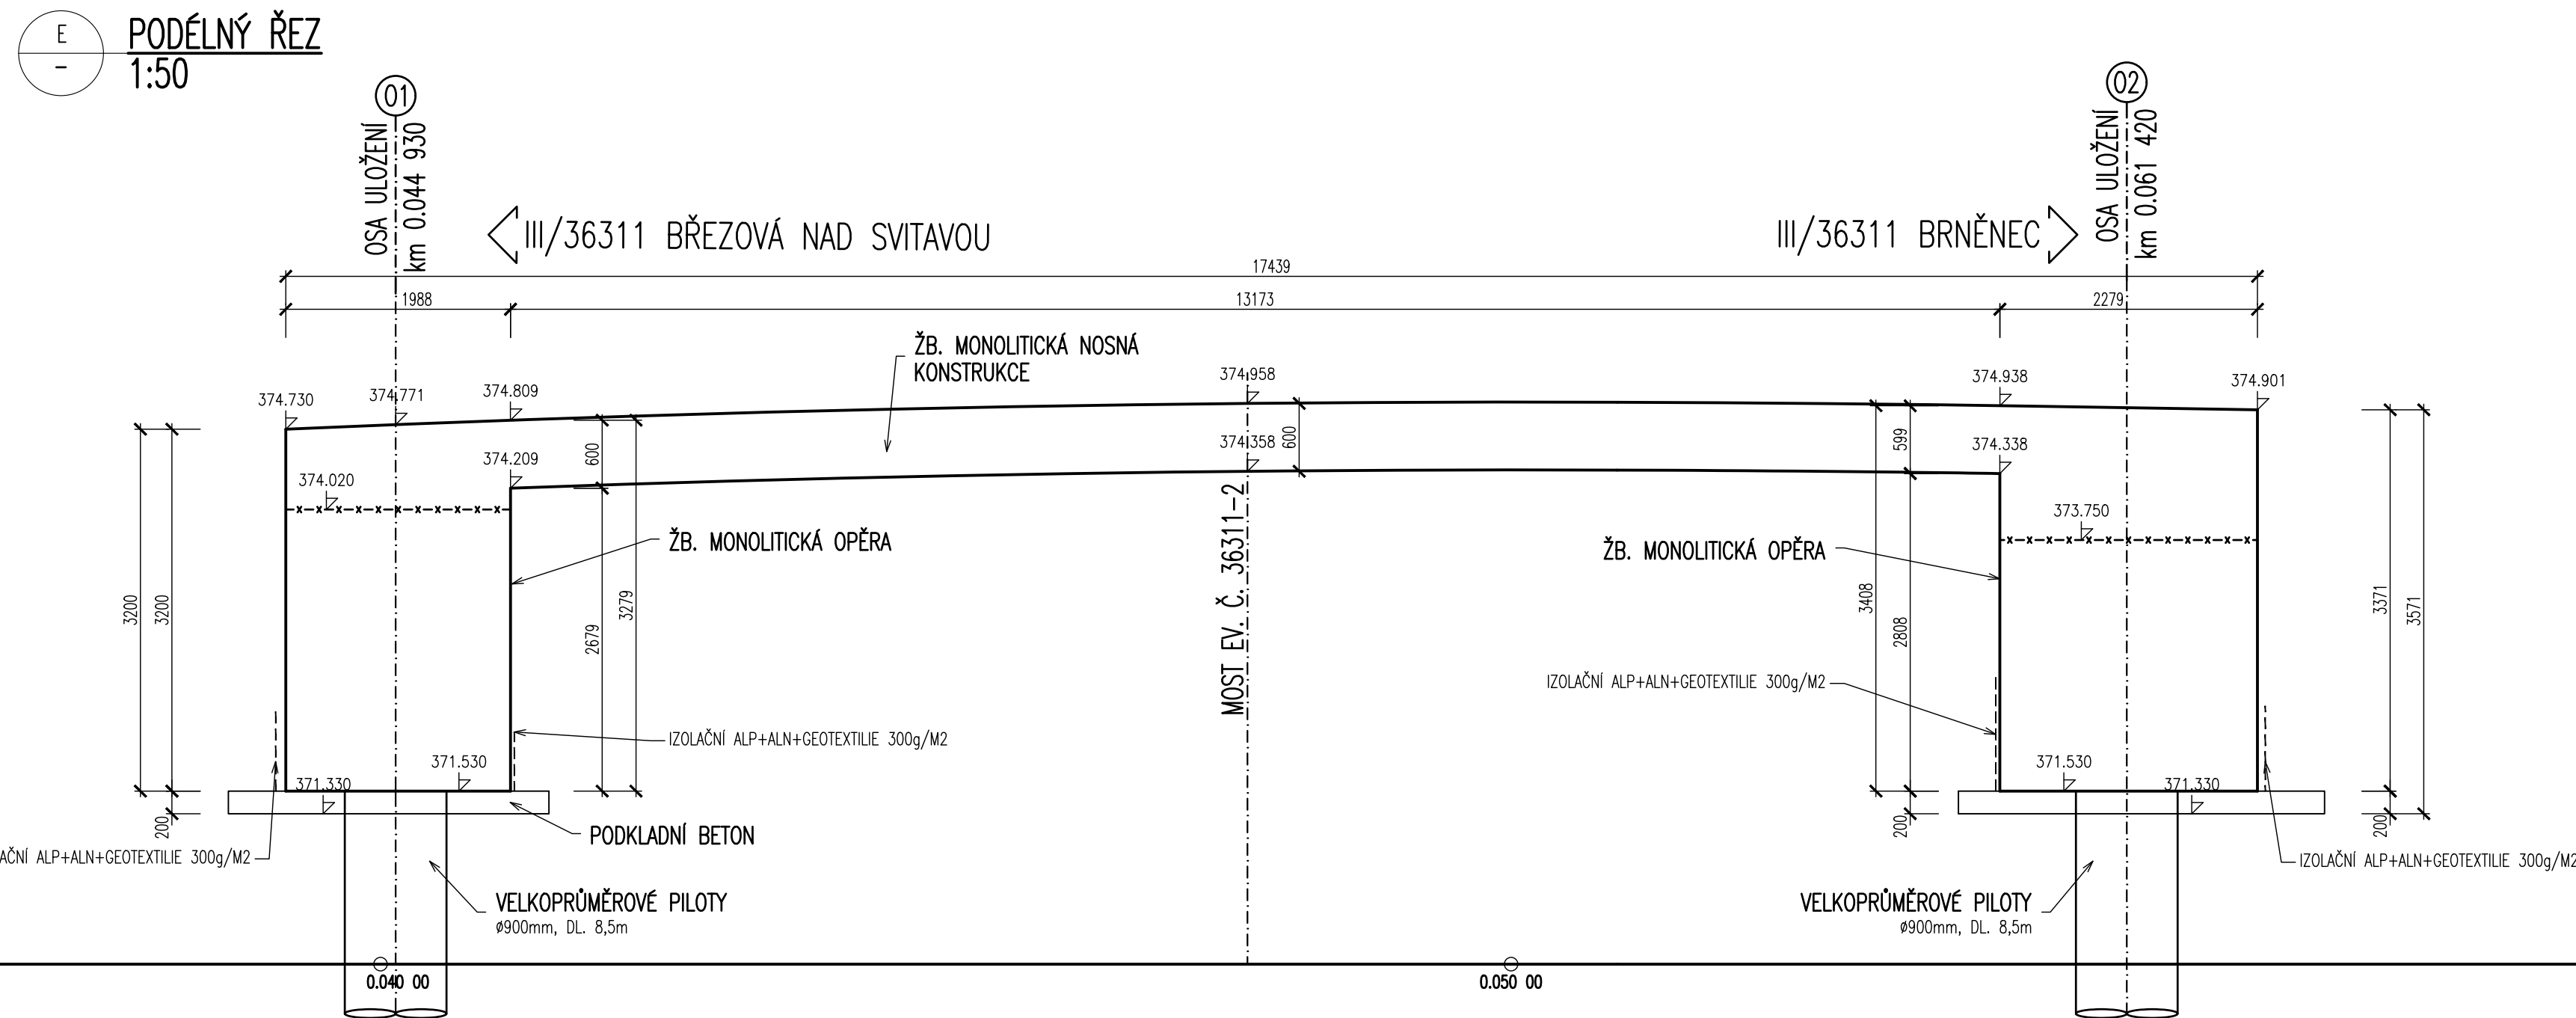 E
-
PODÉLNÝ ŘEZ
1:50
01
OSA ULOŽENÍ
km 0.044 930
02
OSA ULOŽENÍ
km 0.061 420
III/36311 BŘEZOVÁ NAD SVITAVOU
III/36311 BRNĚNEC
17439
1988
13173
2279
ŽB. MONOLITICKÁ NOSNÁ
KONSTRUKCE
374.730
374.771
374.809
374.958
374.938
374.901
374.209
374.358
374.338
600
600
599
374.020
373.750
ŽB. MONOLITICKÁ OPĚRA
ŽB. MONOLITICKÁ OPĚRA
MOST EV. Č. 36311-2
3200
3200
2679
3279
3408
2808
3371
3571
IZOLAČNÍ ALP+ALN+GEOTEXTILIE 300g/M2
IZOLAČNÍ ALP+ALN+GEOTEXTILIE 300g/M2
371.330
371.530
371.530
371.330
200
200
200
PODKLADNÍ BETON
AČNÍ ALP+ALN+GEOTEXTILIE 300g/M2
IZOLAČNÍ ALP+ALN+GEOTEXTILIE 300g/M2
VELKOPRŮMĚROVÉ PILOTY
ø900mm, DL. 8,5m
VELKOPRŮMĚROVÉ PILOTY
ø900mm, DL. 8,5m
0.040 00
0.050 00